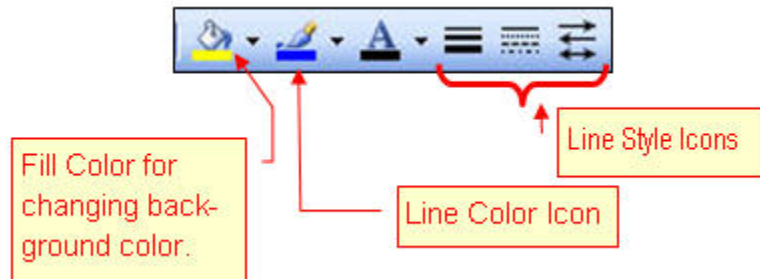 A
Line Style Icons
Fill Color for
changing back-
ground color.
Line Color Icon